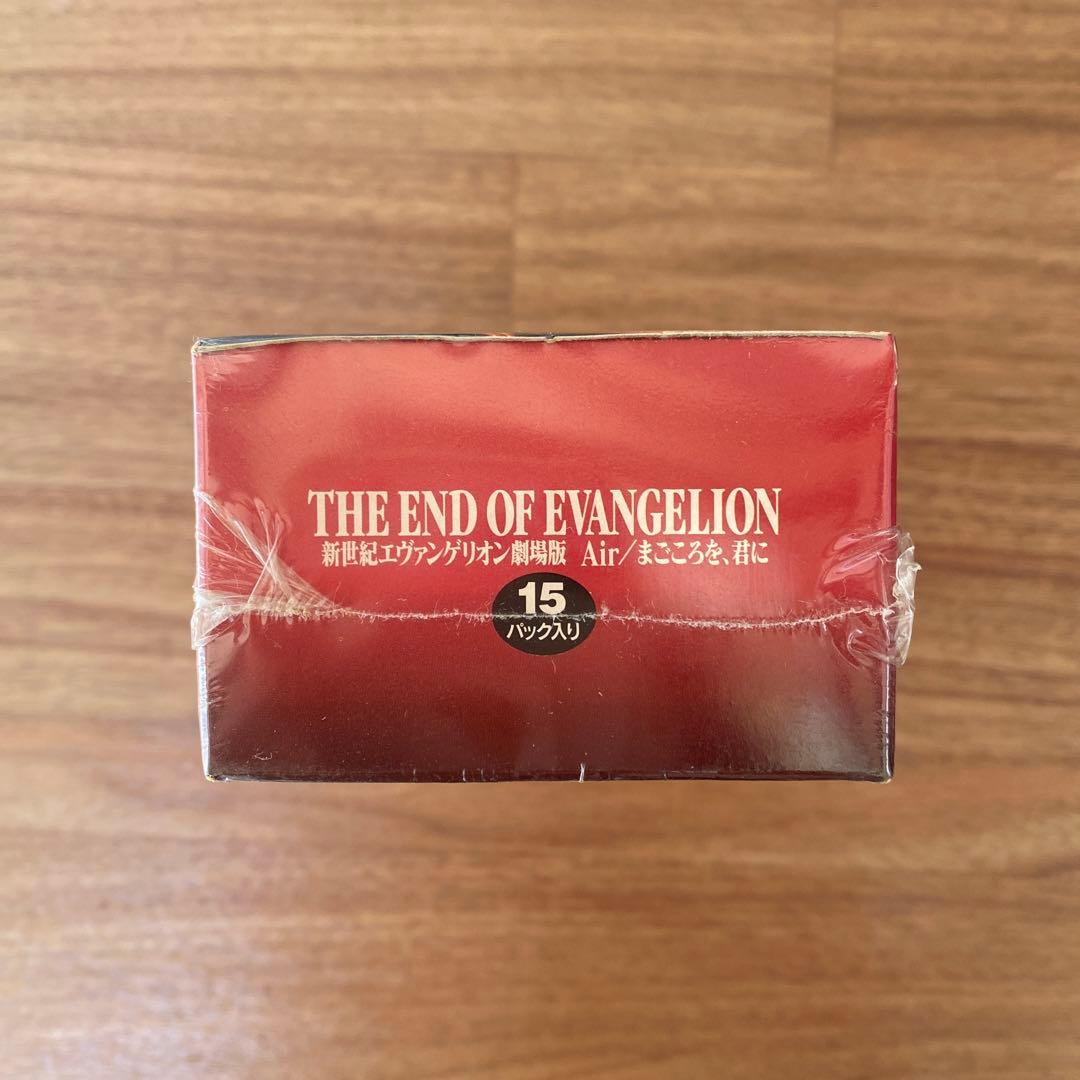 THE END OF EVANGELION
新世紀エヴァンゲリオン劇場版 Air/まごころを、君に
15
パック入り